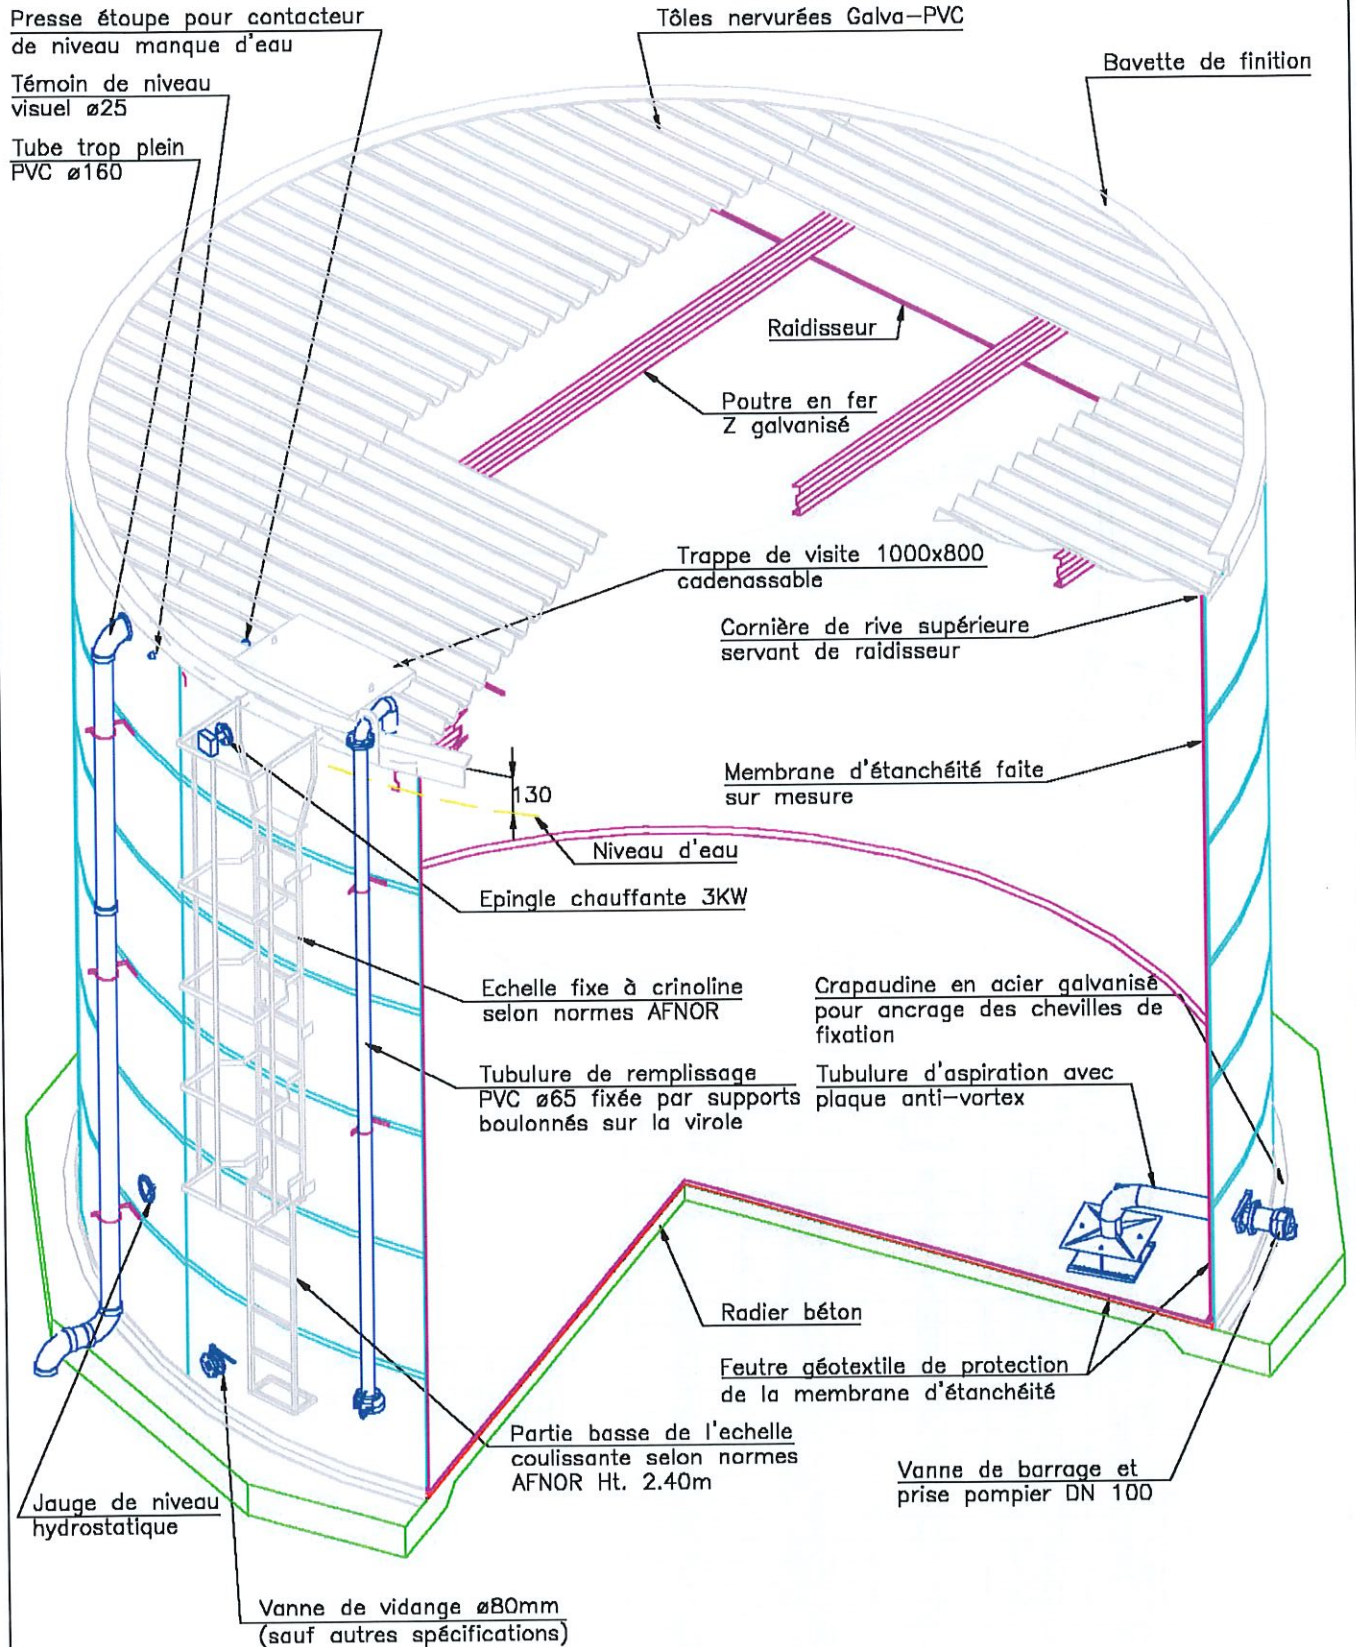 Presse étoupe pour contacteur
de niveau manque d'eau
Tôles nervurées Galva-PVC
Bavette de finition
Témoin de niveau
visuel ø25
Tube trop plein
PVC ø160
Raidisseur
Poutre en fer
Z galvanisé
Trappe de visite 1000x800
cadenassable
Cornière de rive supérieure
servant de raidisseur
Membrane d'étanchéité faite
sur mesure
130
Niveau d'eau
Epingle chauffante 3KW
Echelle fixe à crinoline
selon normes AFNOR
Crapaudine en acier galvanisé
pour ancrage des chevilles de
fixation
Tubulure de remplissage
PVC ø65 fixée par supports
boulonnés sur la virole
Tubulure d'aspiration avec
plaque anti-vortex
Radier béton
Feutre géotextile de protection
de la membrane d'étanchéité
Partie basse de l'echelle
coulissante selon normes
AFNOR Ht. 2.40m
Vanne de barrage et
prise pompier DN 100
Jauge de niveau
hydrostatique
Vanne de vidange ø80mm
(sauf autres spécifications)